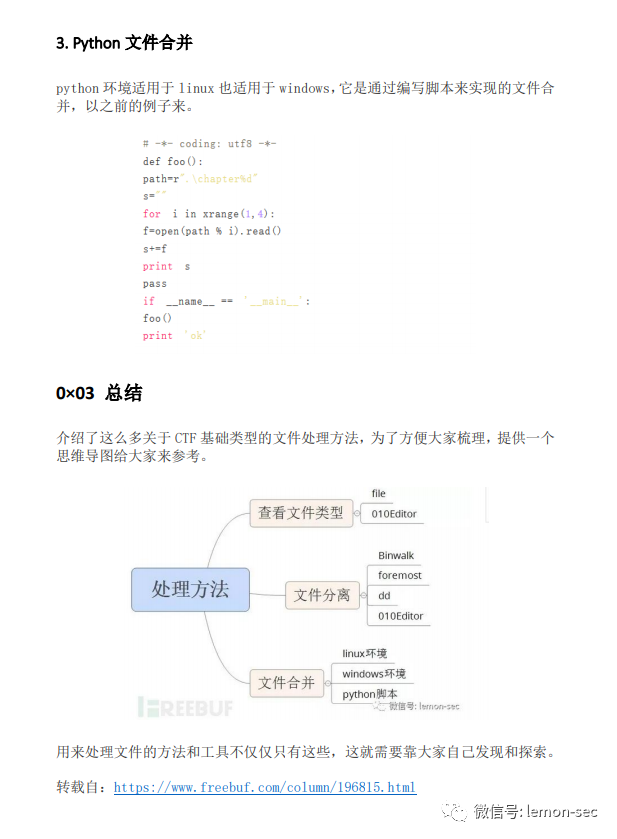 3. Python 文件合并
python 环境适用于 linux 也适用于 windows，它是通过编写脚本来实现的文件合
并，以之前的例子来。
# -*- coding: utf8 -*-
def foo():
path=r".\chapter%d"
s=""
for i in xrange(1,4):
f=open(path % i).read()
s+=f
print s
pass
if __name__ == '__main__':
foo()
print 'ok'
0×03 总结
介绍了这么多关于 CTF 基础类型的文件处理方法，为了方便大家梳理，提供一个
思维导图给大家来参考。
处理方法
查看文件类型
file
010Editor
文件分离
Binwalk
foremost
dd
010Editor
文件合并
linux环境
windows环境
python脚本
微信号: lemon-sec
FREEBUF
用来处理文件的方法和工具不仅仅只有这些，这就需要靠大家自己发现和探索。
转载自：https://www.freebuf.com/column/196815.html
微信号: lemon-sec